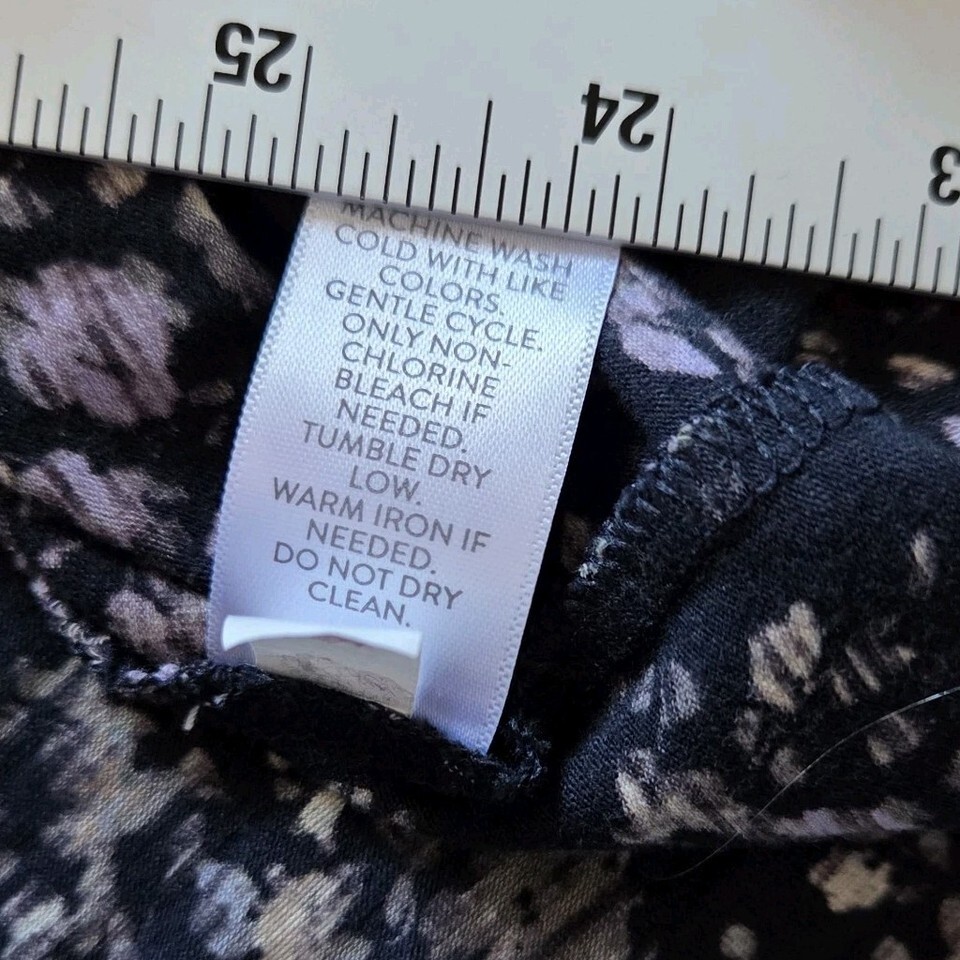 25
24
3
MACHINE WASH
COLD WITH LIKE
COLORS.
GENTLE CYCLE.
ONLY NON-
CHLORINE
BLEACH IF
NEEDED.
TUMBLE DRY
LOW.
WARM IRON IF
NEEDED.
DO NOT DRY
CLEAN.